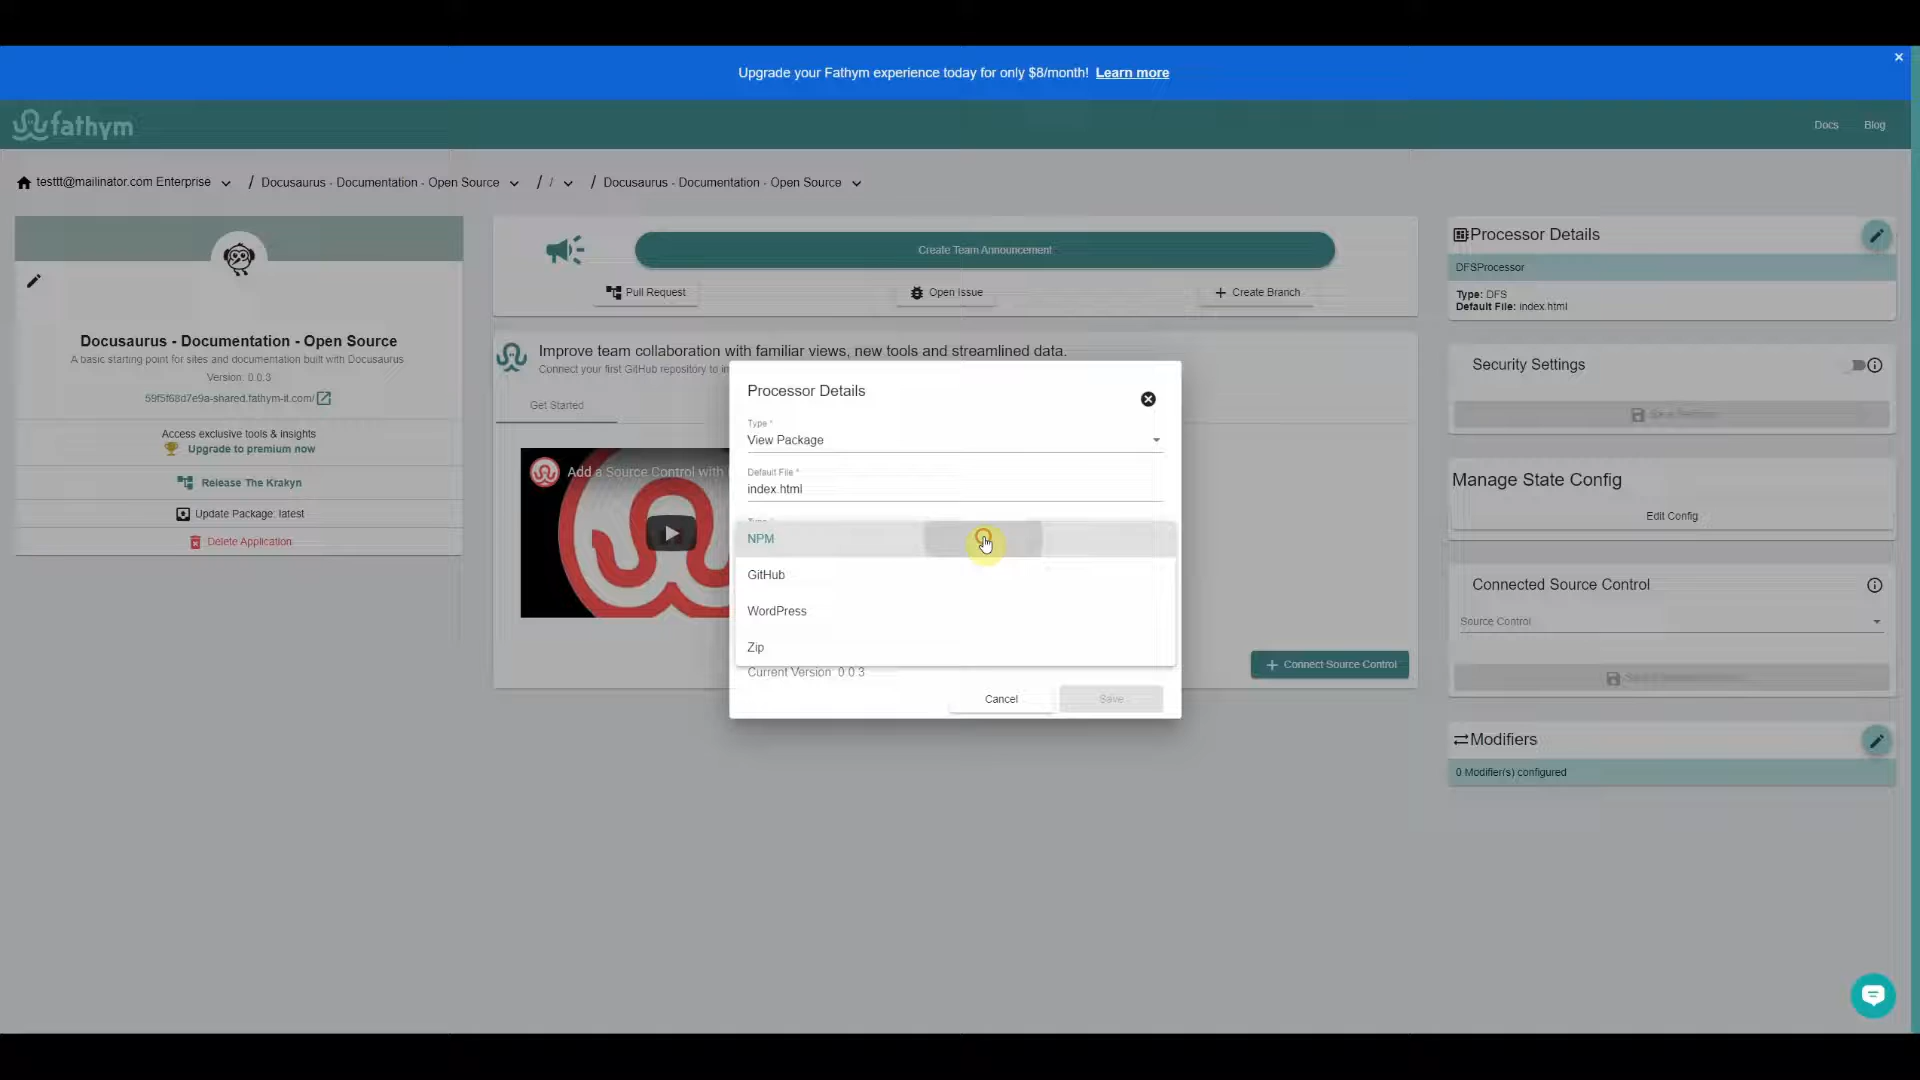 Upgrade your Fathym experience today for only $8/month! Learn more
fathym
Docs
Blog
testtt@mailinator.com Enterprise / Docusaurus - Documentation - Open Source / / / Docusaurus - Documentation - Open Source
Docusaurus - Documentation - Open Source
A basic starting point for sites and documentation built with Docusaurus
Version: 0.0.3
59f5f68d7e9a-shared.fathym-it.com/
Access exclusive tools & insights
Upgrade to premium now
Release The Krakyn
Update Package: latest
Delete Application
Create Team Announcement
Pull Request
Open Issue
Create Branch
Improve team collaboration with familiar views, new tools and streamlined data.
Connect your first GitHub repository to
Get Started
Add a Source Control with
Connect Source Control
Processor Details
Type *
View Package
Default File *
index.html
NPM
GitHub
WordPress
Zip
Current Version: 0.0.3
Cancel
Save
Processor Details
DFSProcessor
Type: DFS
Default File: index.html
Security Settings
Manage State Config
Edit Config
Connected Source Control
Source Control
Modifiers
0 Modifier(s) configured